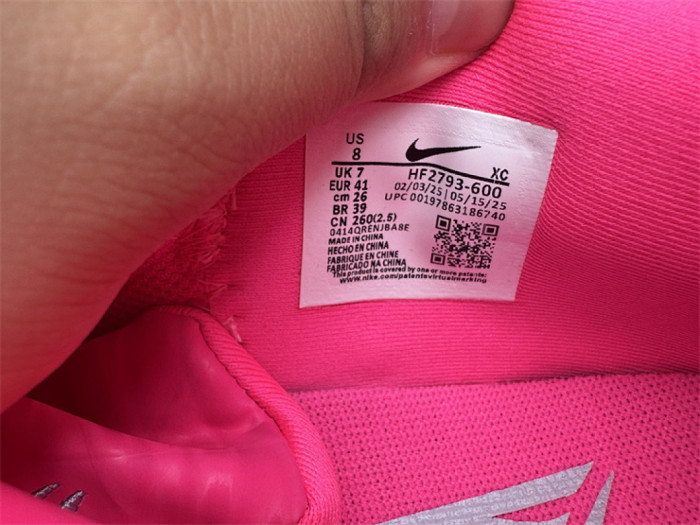 US
8
XC
UK 7
HF2793-600
EUR 41
02/03/25 | 05/15/25
cm 26
UPC 00197863186740
BR 39
CN 260(2.5)
0414QRENJBA8E
MADE IN CHINA
HECHO EN CHINA
FABRIQUE EN CHINE
FABRICADO NA CHINA
This product is covered by one or more patents:
www.nike.com/patentsvirtualmerking